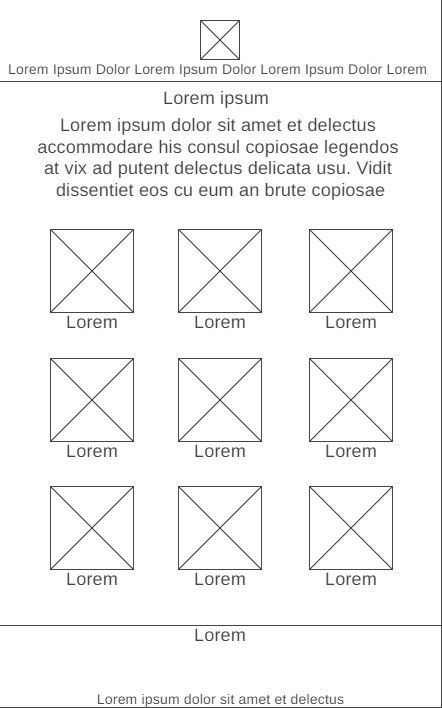 Lorem Ipsum Dolor Lorem Ipsum Dolor Lorem Ipsum Dolor Lorem
Lorem ipsum
Lorem ipsum dolor sit amet et delectus
accommodare his consul copiosae legendos
at vix ad putent delectus delicata usu. Vidit
dissentiet eos cu eum an brute copiosae
Lorem Lorem Lorem
Lorem Lorem Lorem
Lorem Lorem Lorem
Lorem
Lorem ipsum dolor sit amet et delectus